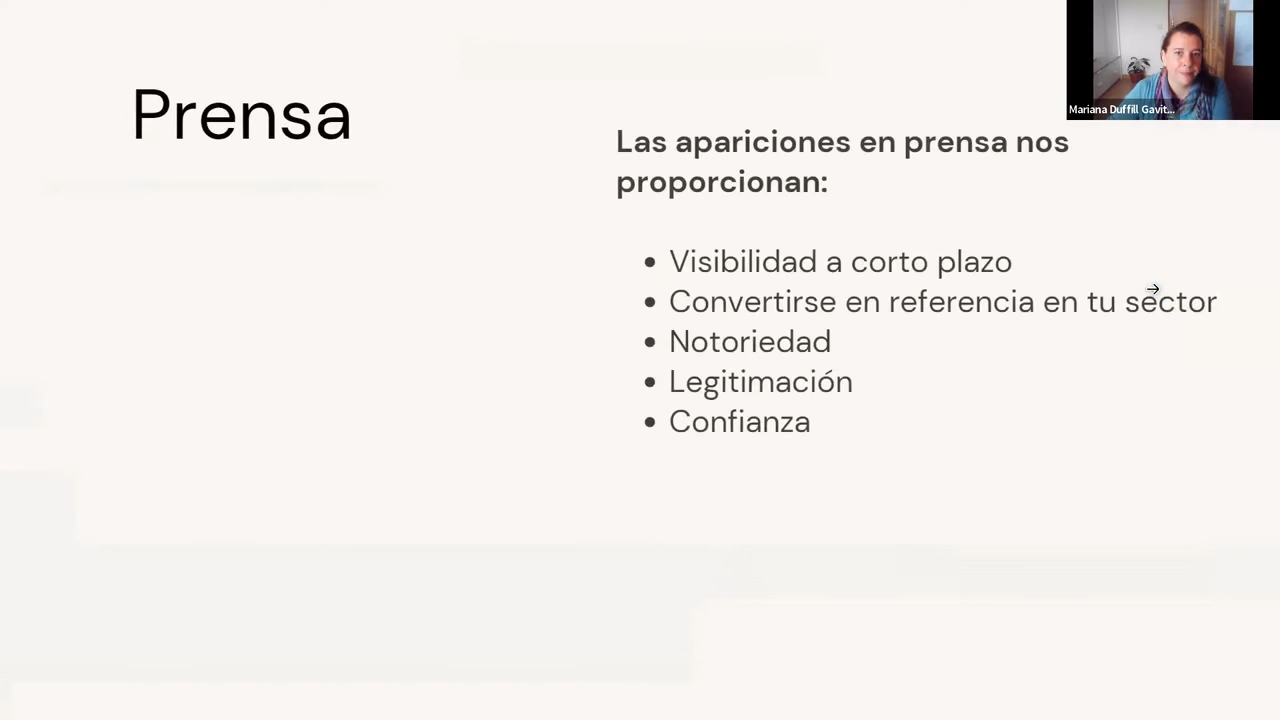 Prensa
Mariana Duffill Gavit...
Las apariciones en prensa nos
proporcionan:
• Visibilidad a corto plazo
• Convertirse en referencia en tu sector
• Notoriedad
• Legitimación
• Confianza